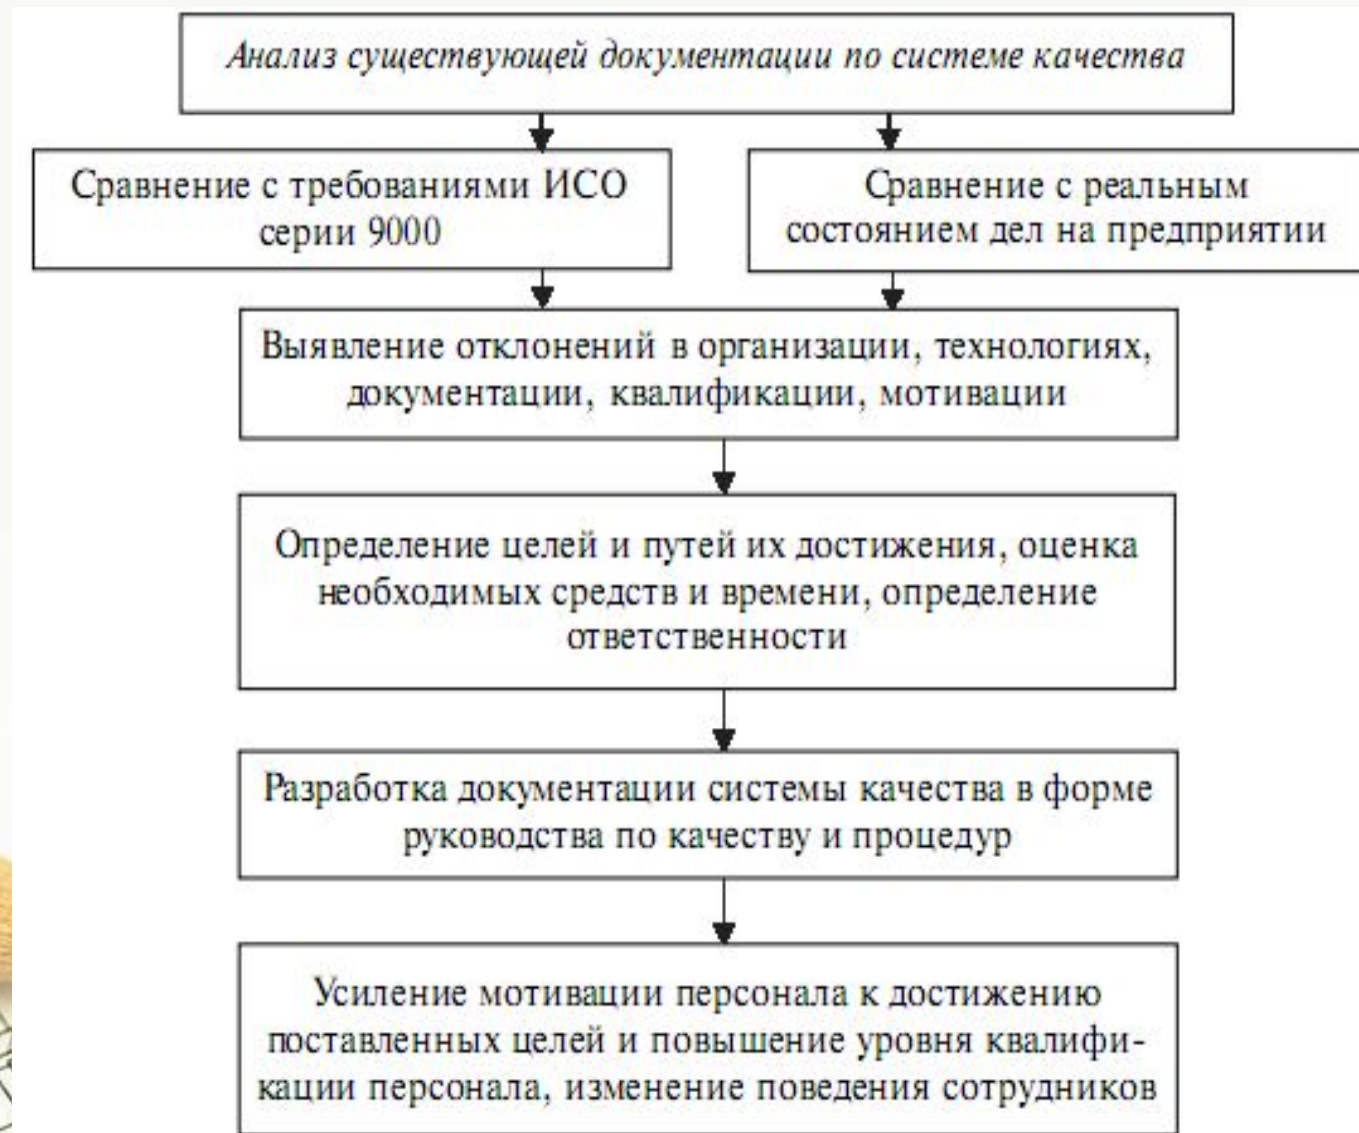 Анализ существующей документации по системе качества
Сравнение с требованиями ИСО
серии 9000
Сравнение с реальным
состоянием дел на предприятии
Выявление отклонений в организации, технологиях,
документации, квалификации, мотивации
Определение целей и путей их достижения, оценка
необходимых средств и времени, определение
ответственности
Разработка документации системы качества в форме
руководства по качеству и процедур
Усиление мотивации персонала к достижению
поставленных целей и повышение уровня квалифи-
кации персонала, изменение поведения сотрудников